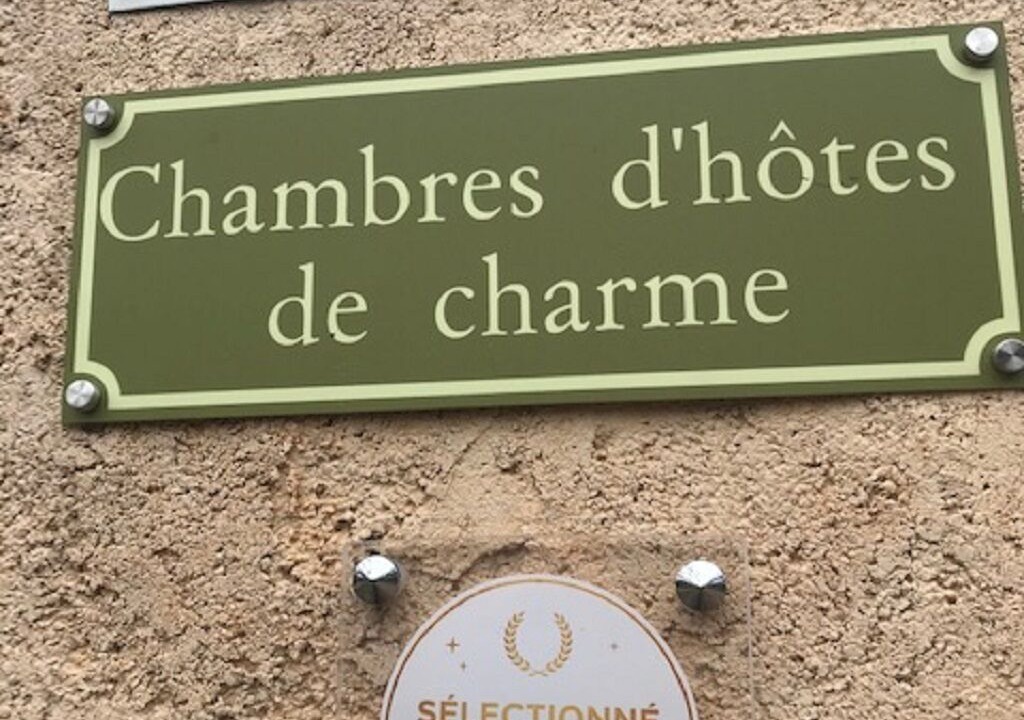 Chambres d'hôtes
de charme
SÉLECTIONNÉ